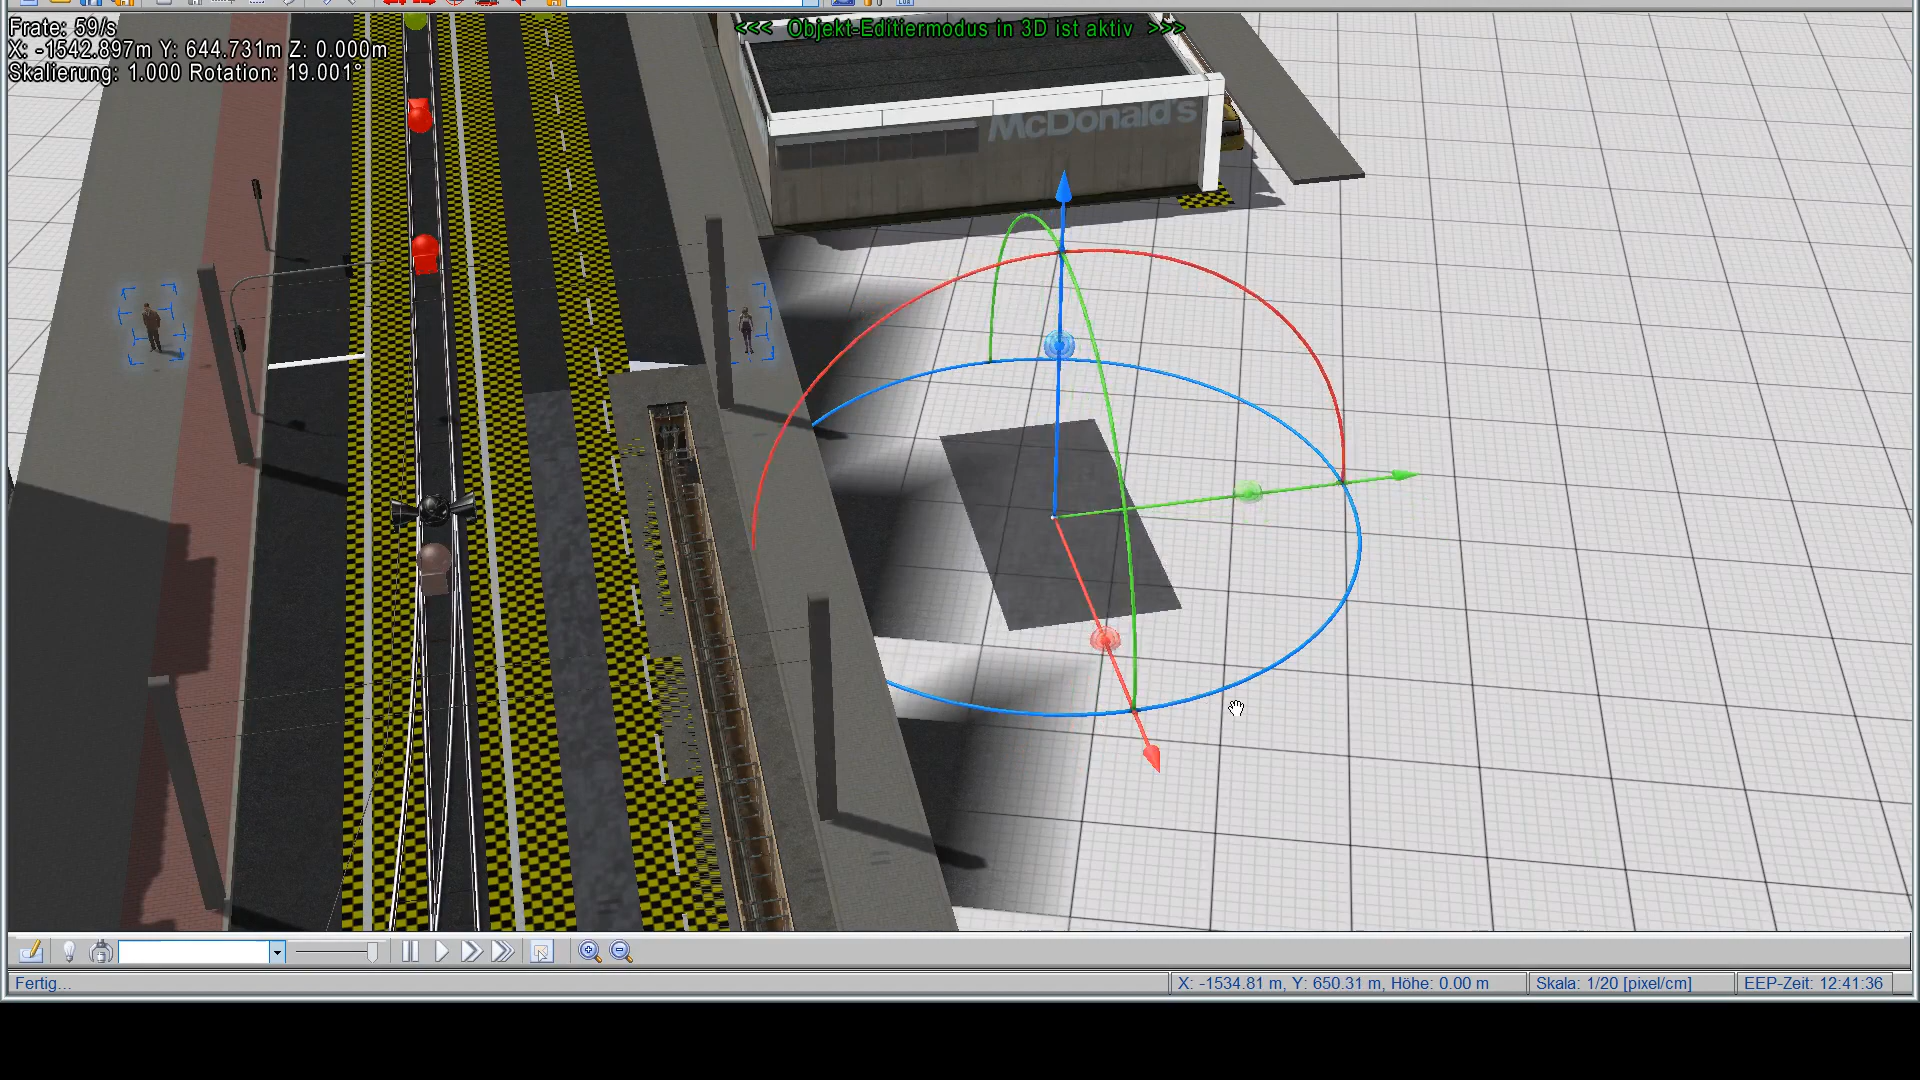 Frate: 59/s
<<< Objekt-Editiermodus in 3D ist aktiv >>>
X: -1542.897m Y: 644.731m Z: 0.000m
Skalierung: 1.000 Rotation: 19.001°
McDonald's
Fertig...
X: -1534.81 m, Y: 650.31 m, Höhe: 0.00 m
Skala: 1/20 [pixel/cm]
EEP-Zeit: 12:41:36